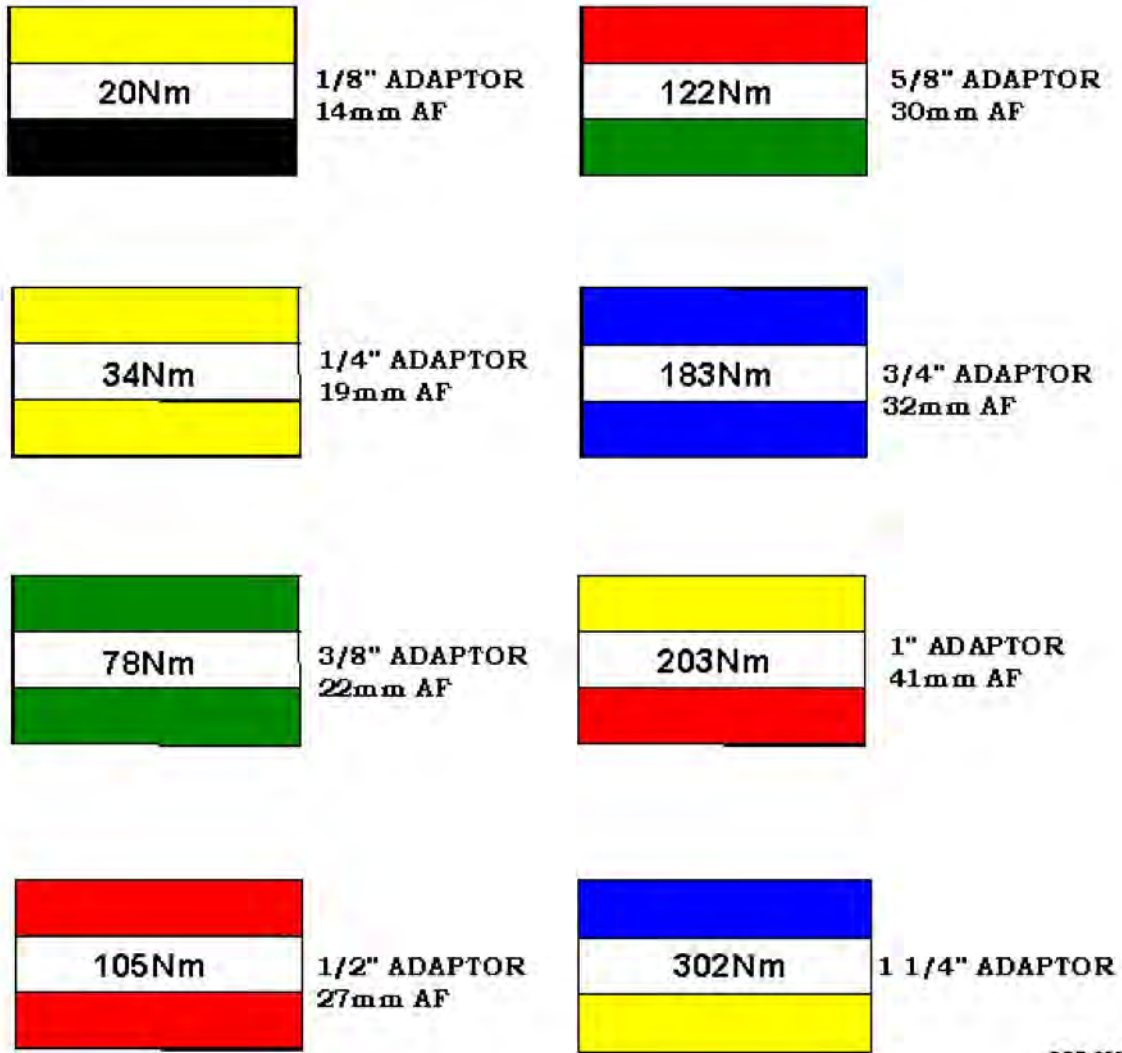 20Nm
1/8" ADAPTOR
14mm AF
122Nm
5/8" ADAPTOR
30mm AF
34Nm
1/4" ADAPTOR
19mm AF
183Nm
3/4" ADAPTOR
32mm AF
78Nm
3/8" ADAPTOR
22mm AF
203Nm
1" ADAPTOR
41mm AF
105Nm
1/2" ADAPTOR
27mm AF
302Nm
1 1/4" ADAPTOR